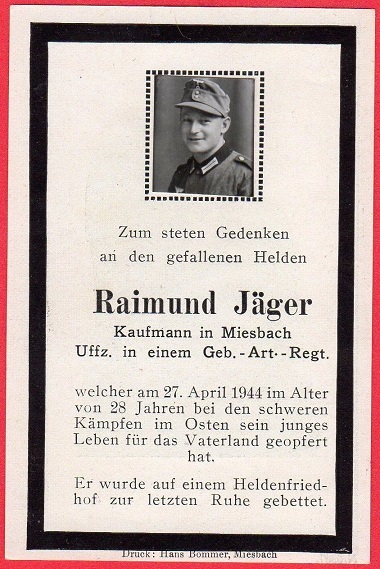 Zum steten Gedenken
an den gefallenen Helden
Raimund Jäger
Kaufmann in Miesbach
Uffz. in einem Geb.-Art.-Regt.
welcher am 27. April 1944 im Alter
von 28 Jahren bei den schweren
Kämpfen im Osten sein junges
Leben für das Vaterland geopfert
hat.
Er wurde auf einem Heldenfried-
hof zur letzten Ruhe gebettet.
Druck: Hans Bommer, Miesbach